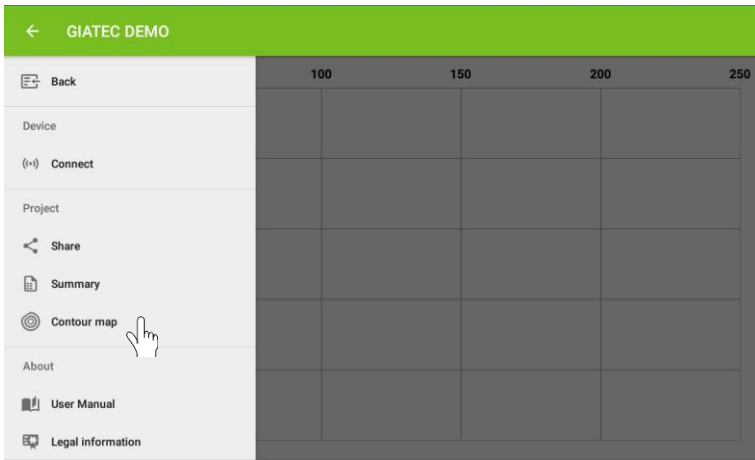 GIATEC DEMO
Back
100 150 200 250
Device
Connect
Project
Share
Summary
Contour map
About
User Manual
Legal information